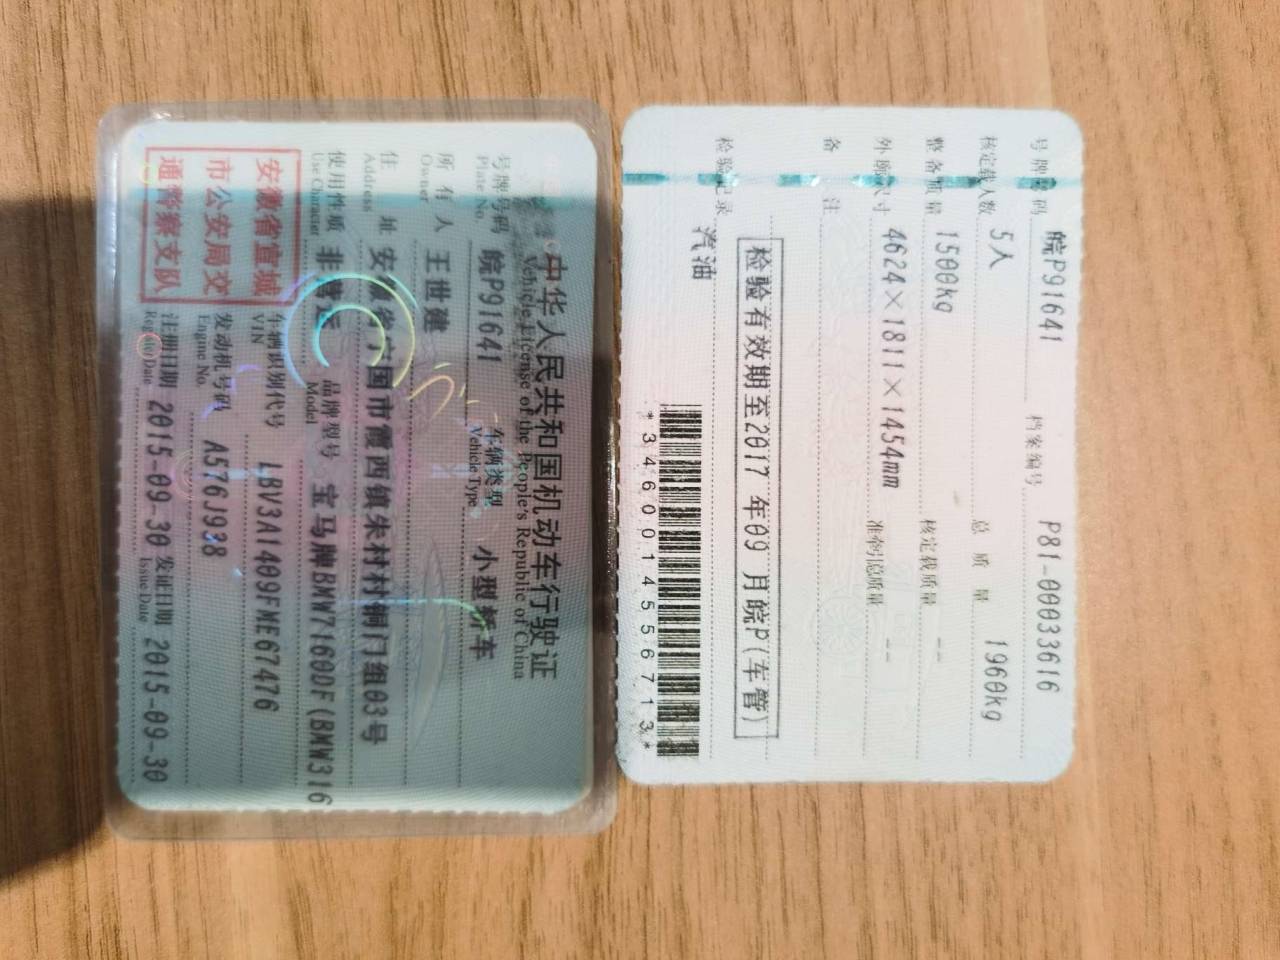 中华人民共和国机动车行驶证
Vehicle License of the People's Republic of China
号牌号码 皖P91641 车辆类型 小型轿车
Plate No. Vehicle Type
所有人 王世建
Owner
住址 安徽省宁国市霞西镇朱村村桐门组03号
Address
使用性质 非营运 品牌型号 宝马牌BMW7160DF(BMW316
Use Character Model
安徽省宣城
市公安局交
通警察支队
车辆识别代号 LBV3A1409FME67476
VIN
发动机号码 A576J938
Engine No.
注册日期 2015-09-30 发证日期 2015-09-30
Register Date Issue Date
号牌号码 皖P91641 档案编号 P81-00033616
核定载人数 5人 总质量 1960kg
整备质量 1500kg 核定载质量 --
外廓尺寸 4624×1811×1454mm 准牵引总质量 --
备注
检验有效期至2017 年09 月皖P(车管)
检验记录
汽油
*3460014556713*